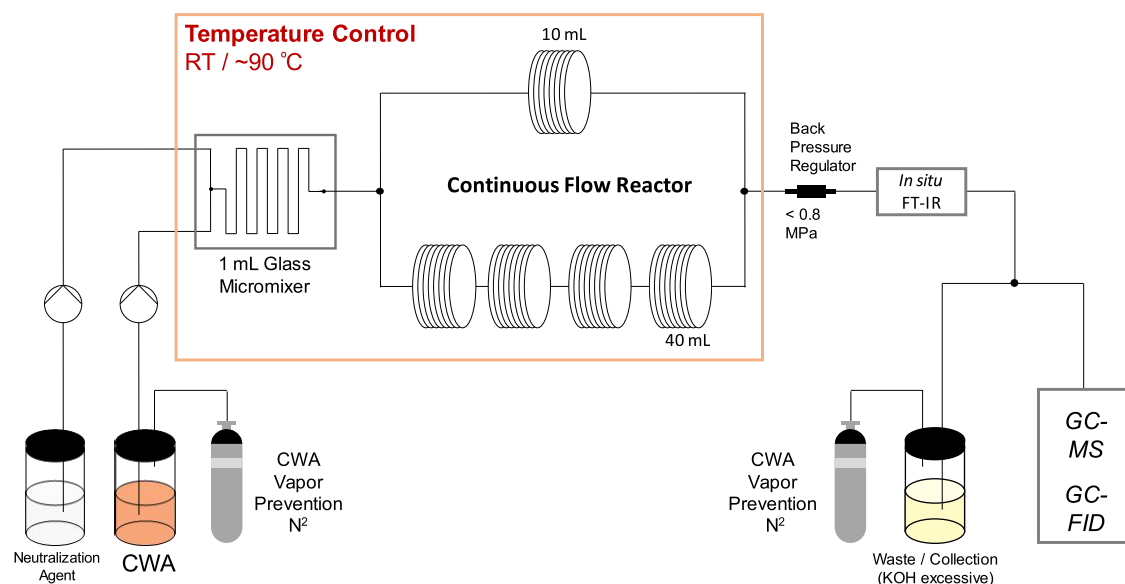 Temperature Control
RT / ~90 ℃
10 mL
Continuous Flow Reactor
40 mL
1 mL Glass
Micromixer
Back
Pressure
Regulator
< 0.8
MPa
In situ
FT-IR
Neutralization
Agent
CWA
CWA
Vapor
Prevention
N²
CWA
Vapor
Prevention
N²
Waste / Collection
(KOH excessive)
GC-
MS
GC-
FID